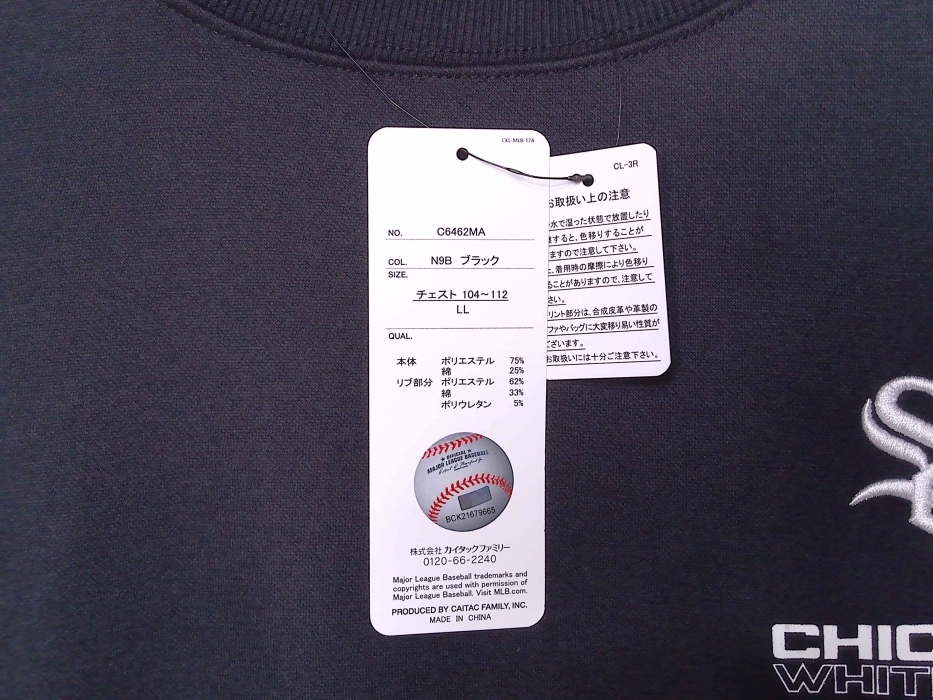 CKL-MLB-17A
NO. C6462MA
COL. N9B ブラック
SIZE.
チェスト 104～112
LL
QUAL.
本体 ポリエステル 75%
綿 25%
リブ部分 ポリエステル 62%
綿 33%
ポリウレタン 5%
OFFICIAL
MAJOR LEAGUE BASEBALL
BCK21679665
株式会社 カイタックファミリー
0120-66-2240
Major League Baseball trademarks and
copyrights are used with permission of
Major League Baseball. Visit MLB.com.
PRODUCED BY CAITAC FAMILY, INC.
MADE IN CHINA
CL-3R
お取扱い上の注意
水で湿った状態で放置したり
すると、色移りすることが
ますので注意して下さい。
、着用時の摩擦により色移り
ることがありますので、注意して
さい。
リント部分は、合成皮革や革製の
ファやバッグに大変移り易い性質が
ございます。
お取扱いには十分ご注意下さい。
CHIC
WHIT